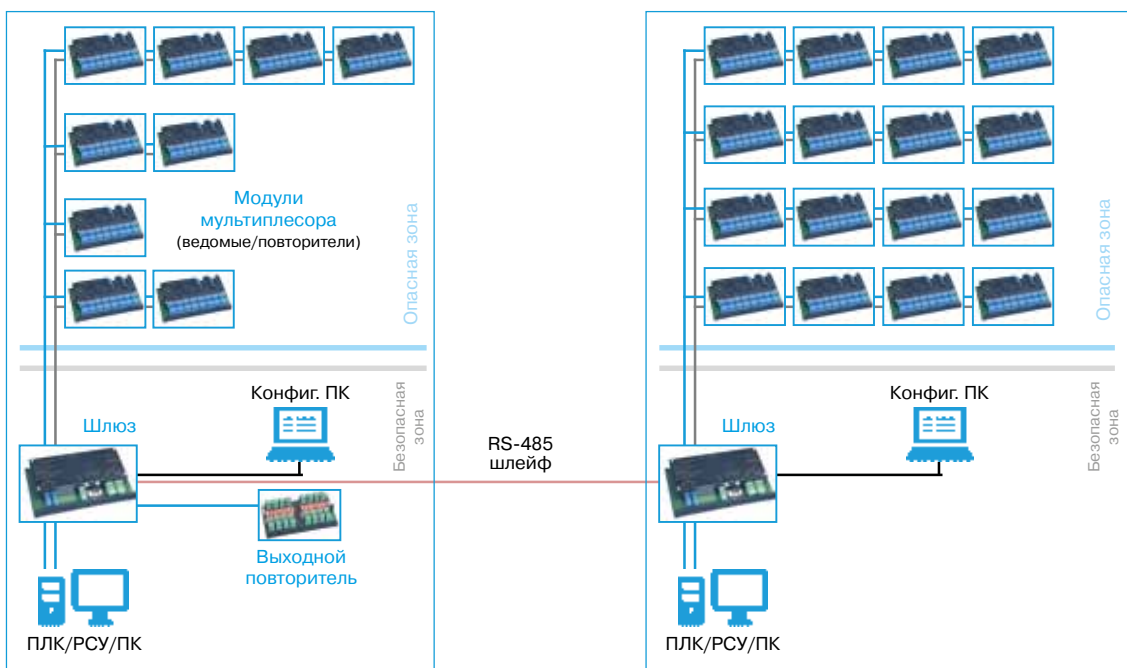 Модули
мультиплесора
(ведомые/повторители)
Опасная зона
Конфиг. ПК
Шлюз
Безопасная
зона
Выходной
повторитель
ПЛК/РСУ/ПК
RS-485
шлейф
Опасная зона
Конфиг. ПК
Шлюз
Безопасная
зона
ПЛК/РСУ/ПК